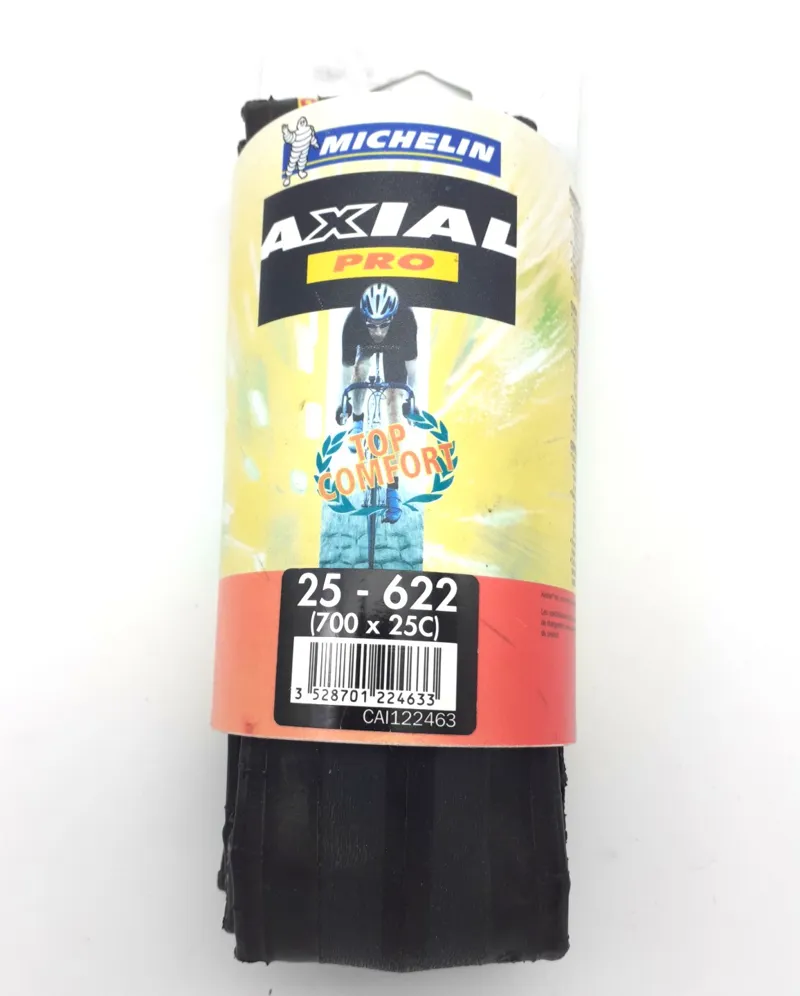 MICHELIN
AXIAL
PRO
TOP
COMFORT
25 - 622
(700 x 25C)
3 528701 224633
CAI122463